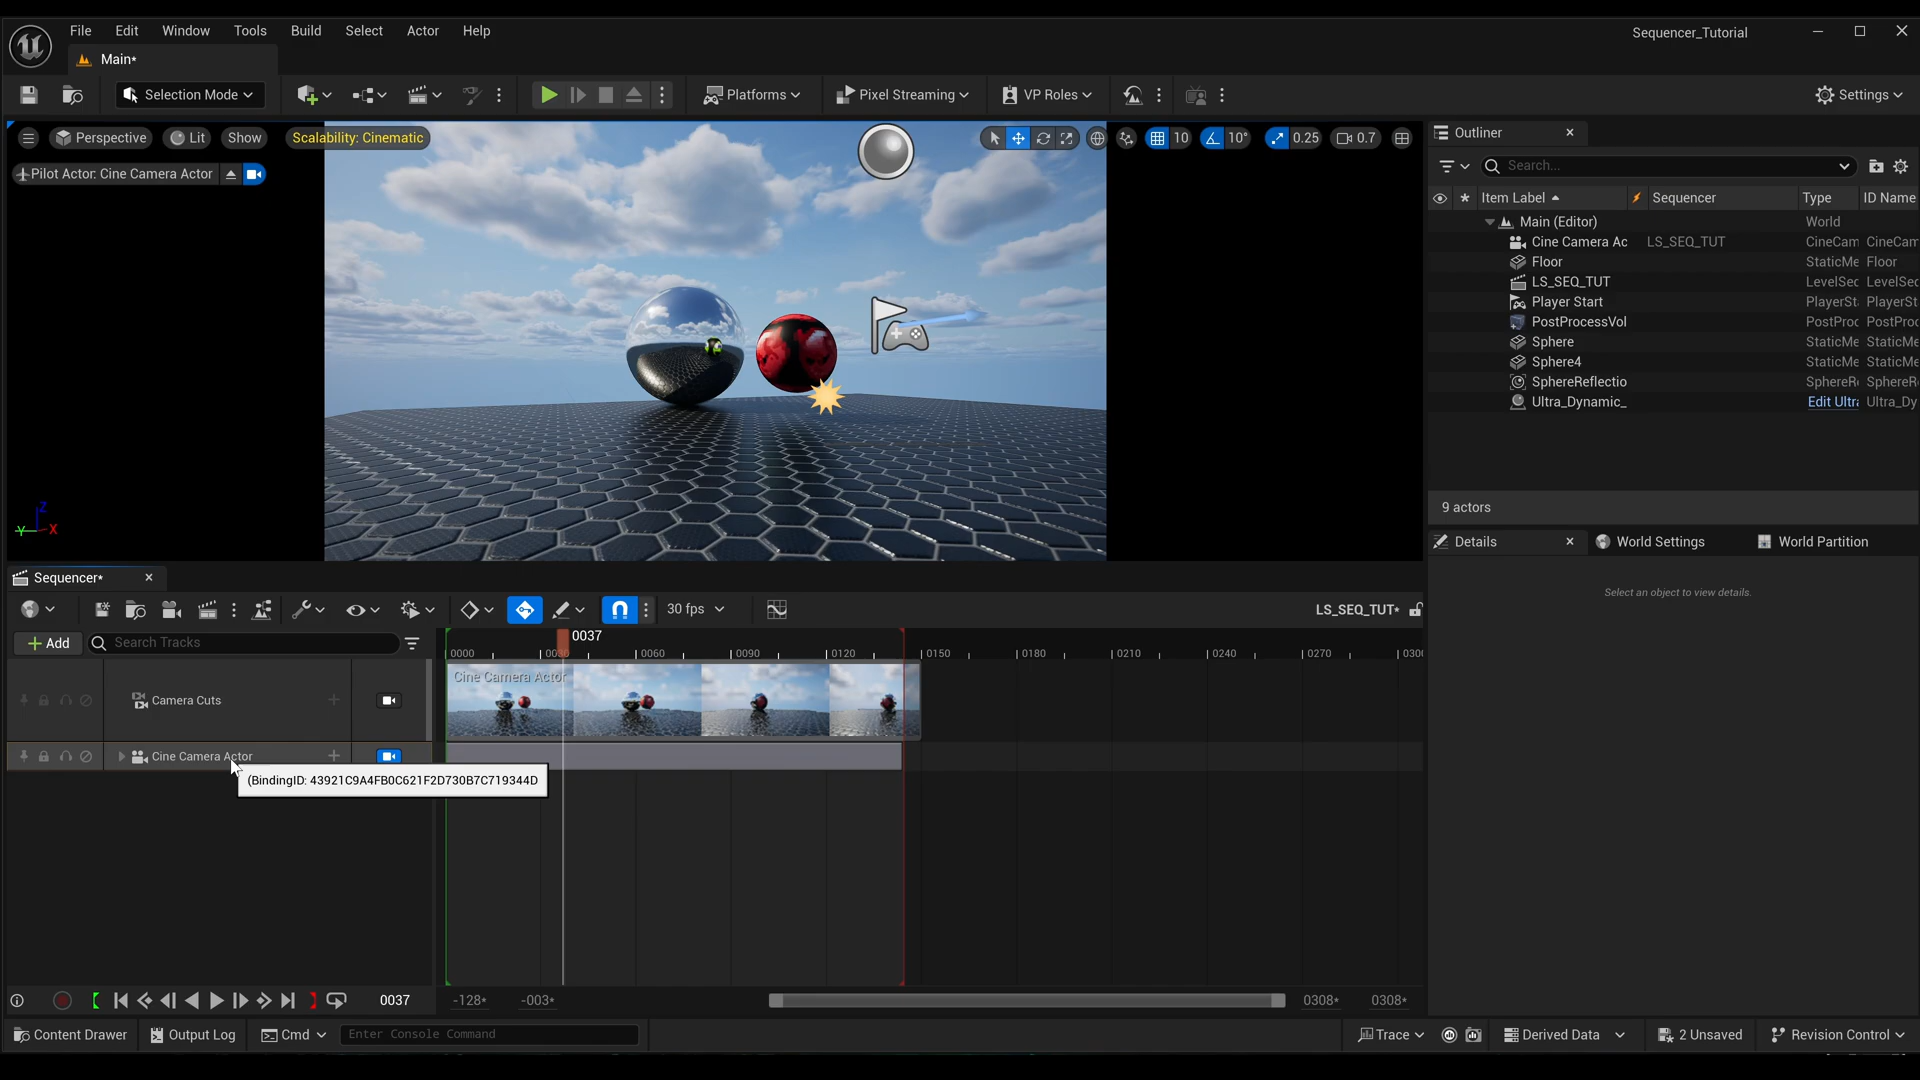 File Edit Window Tools Build Select Actor Help
Sequencer_Tutorial
Main*
Selection Mode
Platforms
Pixel Streaming
VP Roles
Settings
Perspective
Lit
Show
Scalability: Cinematic
10
10°
0.25
0.7
Pilot Actor: Cine Camera Actor
Z
Y
X
Outliner
Search...
Item Label
Sequencer
Type
ID Name
Main (Editor) World
Cine Camera Ac LS_SEQ_TUT CineCam CineCam
Floor StaticMe Floor
LS_SEQ_TUT LevelSec LevelSec
Player Start PlayerSt PlayerSt
PostProcessVol PostProc PostProc
Sphere StaticMe StaticMe
Sphere4 StaticMe StaticMe
SphereReflectio SphereRe SphereR
Ultra_Dynamic_ Edit Ultra Ultra_Dy
9 actors
Details
World Settings
World Partition
Select an object to view details.
Sequencer*
30 fps
LS_SEQ_TUT*
+ Add
Search Tracks
0037
0000 0060 0090 0120 0150 0180 0210 0240 0270
Cine Camera Actor
Camera Cuts
Cine Camera Actor
(BindingID: 43921C9A4FB0C621F2D730B7C719344D
0037
-128*
-003*
0308*
0308*
Content Drawer
Output Log
Cmd
Enter Console Command
Trace
Derived Data
2 Unsaved
Revision Control